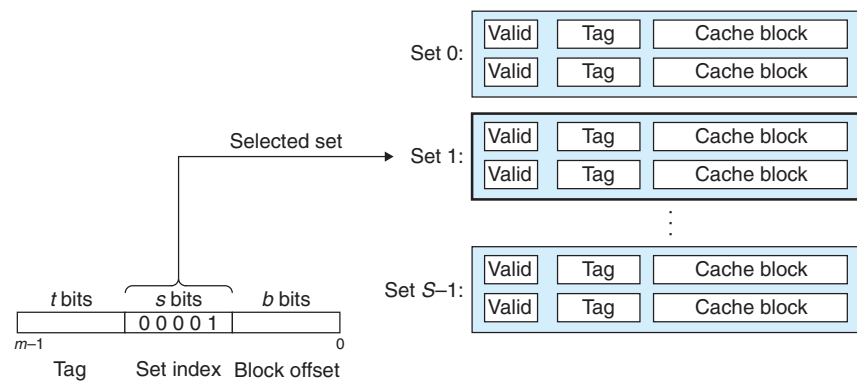 Set 0:
Valid Tag Cache block
Valid Tag Cache block
Selected set
Set 1:
Valid Tag Cache block
Valid Tag Cache block
Set S–1:
Valid Tag Cache block
Valid Tag Cache block
t bits s bits b bits
0 0 0 0 1
m–1 0
Tag Set index Block offset